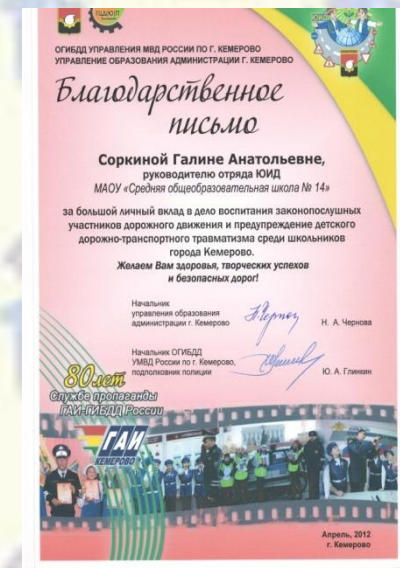 ЮИД
ОГИБДД УПРАВЛЕНИЯ МВД РОССИИ ПО Г. КЕМЕРОВО
УПРАВЛЕНИЕ ОБРАЗОВАНИЯ АДМИНИСТРАЦИИ Г. КЕМЕРОВО
Благодарственное
письмо
Соркиной Галине Анатольевне,
руководителю отряда ЮИД
МАОУ «Средняя общеобразовательная школа № 14»
за большой личный вклад в дело воспитания законопослушных
участников дорожного движения и предупреждение детского
дорожно-транспортного травматизма среди школьников
города Кемерово.
Желаем Вам здоровья, творческих успехов
и безопасных дорог!
Начальник
управления образования
администрации г. Кемерово
Н. А. Чернова
Начальник ОГИБДД
УМВД России по г. Кемерово,
подполковник полиции
Ю. А. Глинкин
80 лет
Службе пропаганды
ГАИ-ГИБДД России
ГАИ
КЕМЕРОВО
Апрель, 2012
г. Кемерово